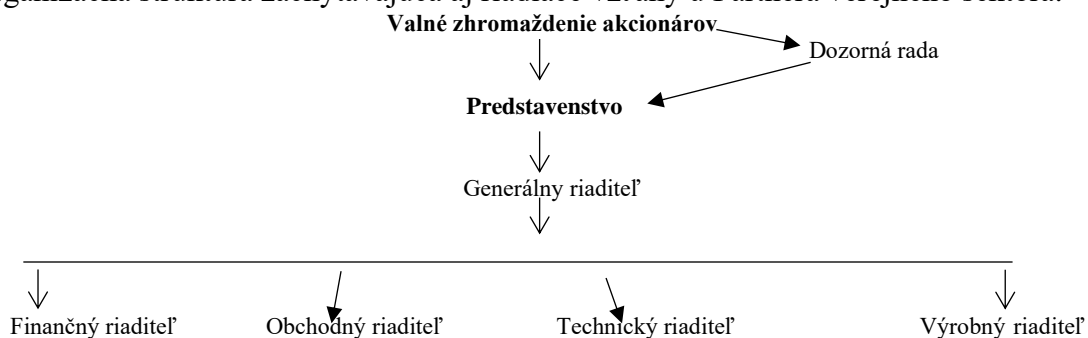 Valné zhromaždenie akcionárov
Dozorná rada
Predstavenstvo
Generálny riaditeľ
Finančný riaditeľ Obchodný riaditeľ Technický riaditeľ Výrobný riaditeľ